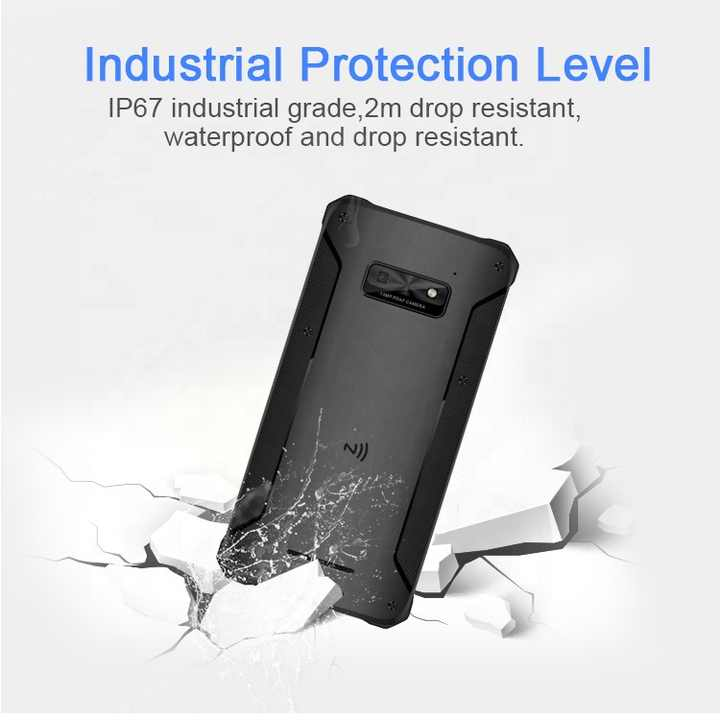 Industrial Protection Level
IP67 industrial grade,2m drop resistant,
waterproof and drop resistant.